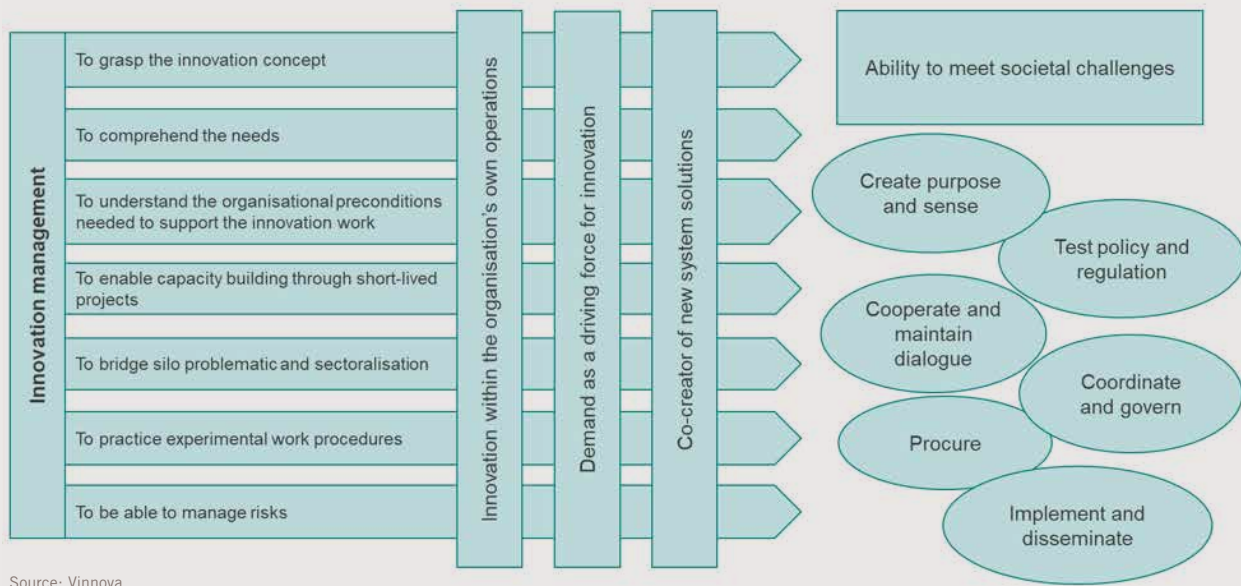 Innovation management
To grasp the innovation concept
To comprehend the needs
To understand the organisational preconditions
needed to support the innovation work
To enable capacity building through short-lived
projects
To bridge silo problematic and sectoralisation
To practice experimental work procedures
To be able to manage risks
Innovation within the organisation's own operations
Demand as a driving force for innovation
Co-creator of new system solutions
Ability to meet societal challenges
Create purpose
and sense
Test policy and
regulation
Cooperate and
maintain
dialogue
Coordinate
and govern
Procure
Implement and
disseminate
Source: Vinnova